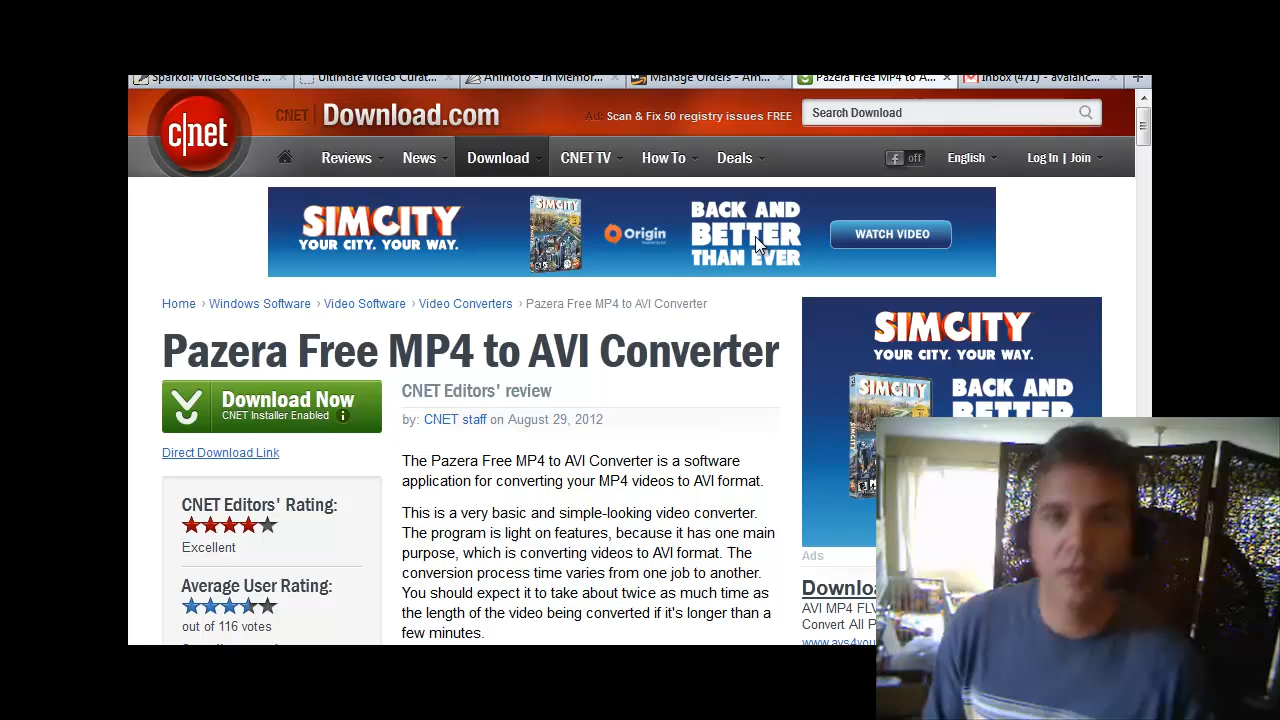 Sparkol: VideoScribe ...
Ultimate Video Curat...
Animoto - In Memor...
Manage Orders - Am...
Pazera Free MP4 to A...
Inbox (471) - avalanc...
c|net
CNET
Download.com
Ad: Scan & Fix 50 registry issues FREE
Search Download
Reviews
News
Download
CNET TV
How To
Deals
off
English
Log In | Join
SIMCITY
YOUR CITY. YOUR WAY.
Origin
BACK AND
BETTER
THAN EVER
WATCH VIDEO
Home › Windows Software › Video Software › Video Converters › Pazera Free MP4 to AVI Converter
Pazera Free MP4 to AVI Converter
Download Now
CNET Installer Enabled
Direct Download Link
CNET Editors' Rating:
Excellent
Average User Rating:
out of 116 votes
CNET Editors' review
by: CNET staff on August 29, 2012
The Pazera Free MP4 to AVI Converter is a software
application for converting your MP4 videos to AVI format.
This is a very basic and simple-looking video converter.
The program is light on features, because it has one main
purpose, which is converting videos to AVI format. The
conversion process time varies from one job to another.
You should expect it to take about twice as much time as
the length of the video being converted if it's longer than a
few minutes.
SIMCITY
YOUR CITY. YOUR WAY.
BACK AND
Ads
Downloa
AVI MP4 FLV
Convert All P
www.avs4you